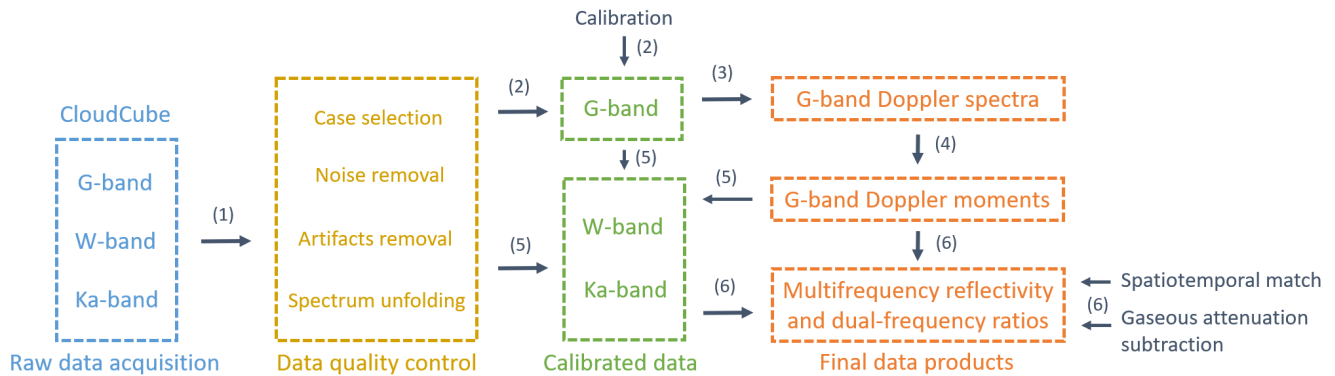 Calibration
(2)
CloudCube
G-band
W-band
Ka-band
Raw data acquisition
(1)
Case selection
Noise removal
Artifacts removal
Spectrum unfolding
Data quality control
(2)
(5)
G-band
(5)
W-band
Ka-band
Calibrated data
(3)
(5)
(6)
G-band Doppler spectra
(4)
G-band Doppler moments
(6)
Multifrequency reflectivity
and dual-frequency ratios
Final data products
Spatiotemporal match
(6)
Gaseous attenuation
subtraction